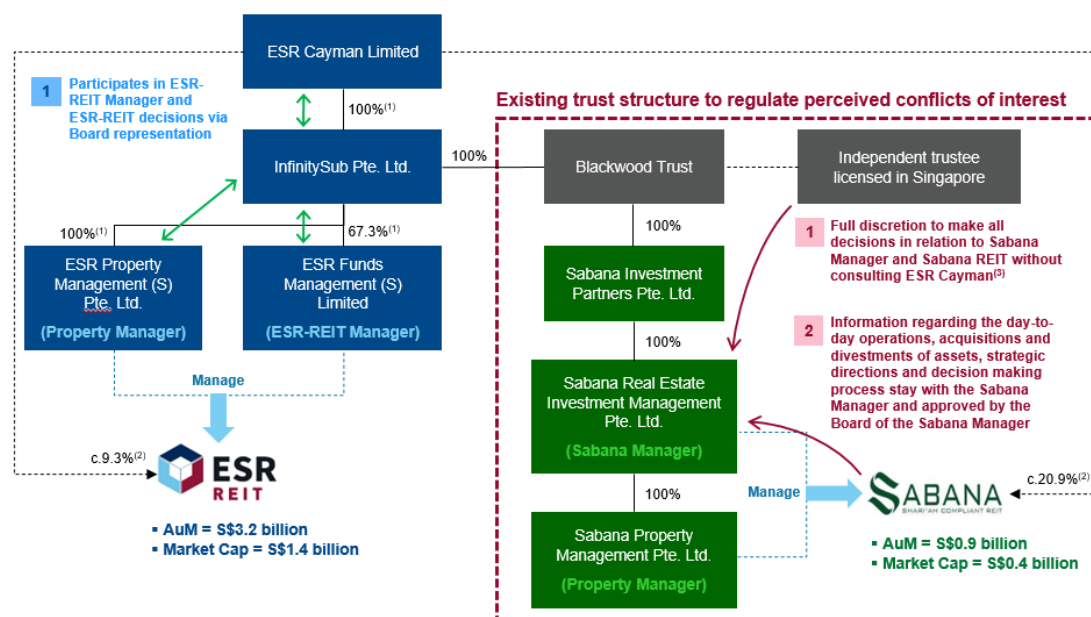 ESR Cayman Limited
1
Participates in ESR-
REIT Manager and
ESR-REIT decisions via
Board representation
100%(1)
Existing trust structure to regulate perceived conflicts of interest
InfinitySub Pte. Ltd.
100%
Blackwood Trust
Independent trustee
licensed in Singapore
100%(1)
67.3%(1)
ESR Property
Management (S)
Pte. Ltd.
(Property Manager)
ESR Funds
Management (S)
Limited
(ESR-REIT Manager)
100%
1
Full discretion to make all
decisions in relation to Sabana
Manager and Sabana REIT without
consulting ESR Cayman(3)
Sabana Investment
Partners Pte. Ltd.
100%
2
Information regarding the day-to-
day operations, acquisitions and
divestments of assets, strategic
directions and decision making
process stay with the Sabana
Manager and approved by the
Board of the Sabana Manager
Manage
Sabana Real Estate
Investment Management
Pte. Ltd.
(Sabana Manager)
c.9.3%(2)
ESR
REIT
100%
Manage
SABANA
SHARI'AH COMPLIANT REIT
c.20.9%(2)
▪ AuM = S$3.2 billion
▪ Market Cap = S$1.4 billion
Sabana Property
Management Pte. Ltd.
(Property Manager)
▪ AuM = S$0.9 billion
▪ Market Cap = S$0.4 billion